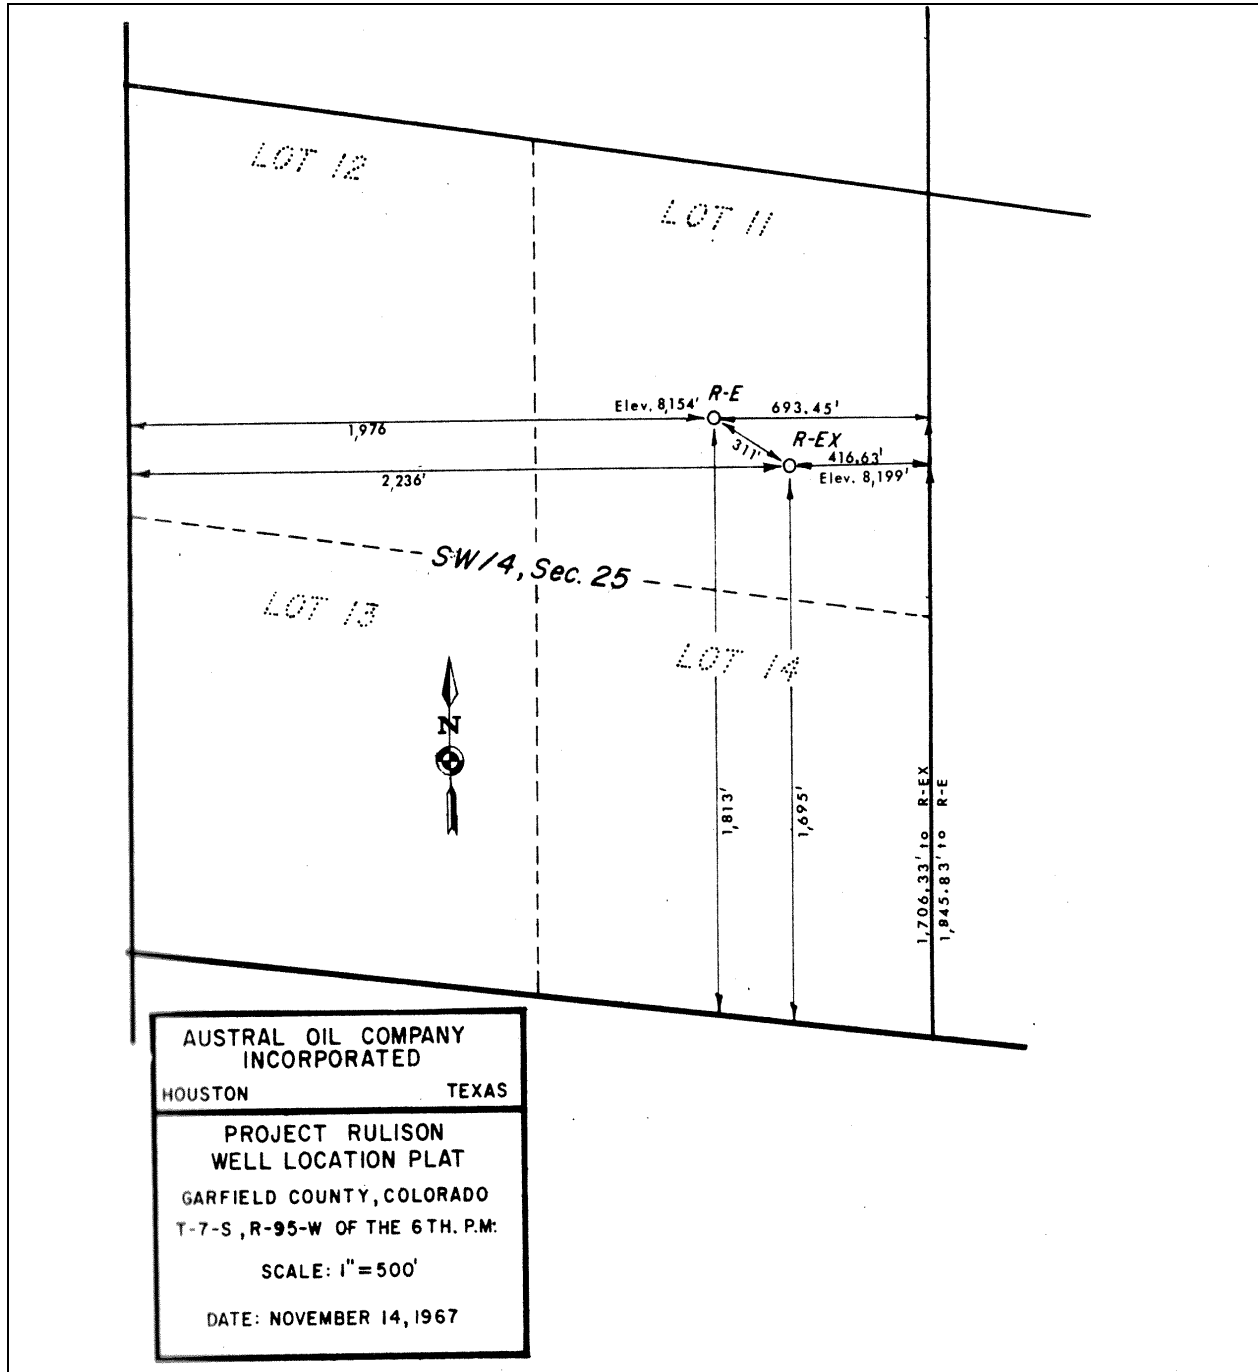 LOT 12
LOT 11
R-E
Elev. 8,154'
693.45'
1,976
311'
R-EX
416.63'
2,236'
Elev. 8,199'
SW/4, Sec. 25
LOT 13
LOT 14
N
1,813'
1,695'
1,706.33' to R-EX
1,845.83' to R-E
AUSTRAL OIL COMPANY
INCORPORATED
HOUSTON TEXAS
PROJECT RULISON
WELL LOCATION PLAT
GARFIELD COUNTY, COLORADO
T-7-S, R-95-W OF THE 6TH. P.M.
SCALE: 1" = 500'
DATE: NOVEMBER 14, 1967